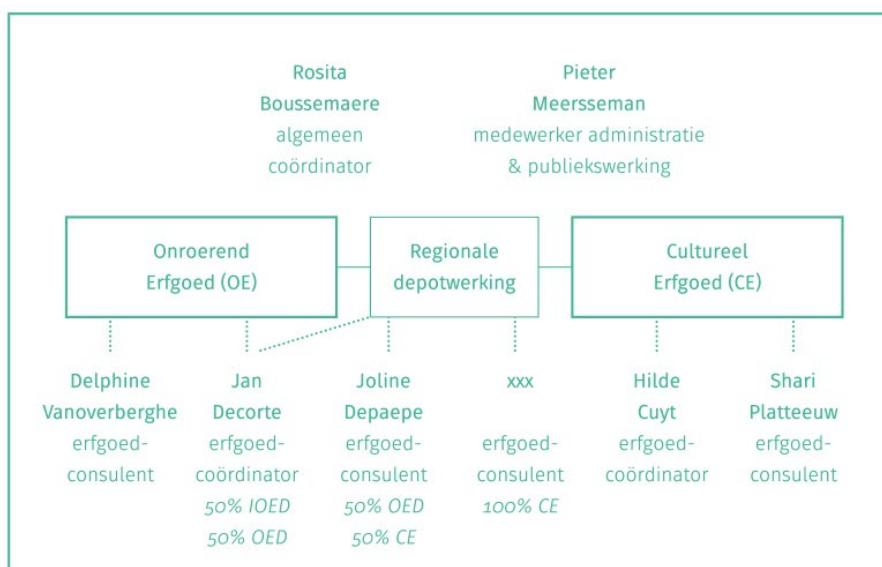 Rosita
Boussemaere
algemeen
coördinator
Pieter
Meersseman
medewerker administratie
& publiekswerking
Onroerend
Erfgoed (OE)
Regionale
depotwerking
Cultureel
Erfgoed (CE)
Delphine
Vanoverberghe
erfgoed-
consulent
Jan
Decorte
erfgoed-
coördinator
50% IOED
50% OED
Joline
Depaepe
erfgoed-
consulent
50% OED
50% CE
xxx
erfgoed-
consulent
100% CE
Hilde
Cuyt
erfgoed-
coördinator
Shari
Platteeuw
erfgoed-
consulent